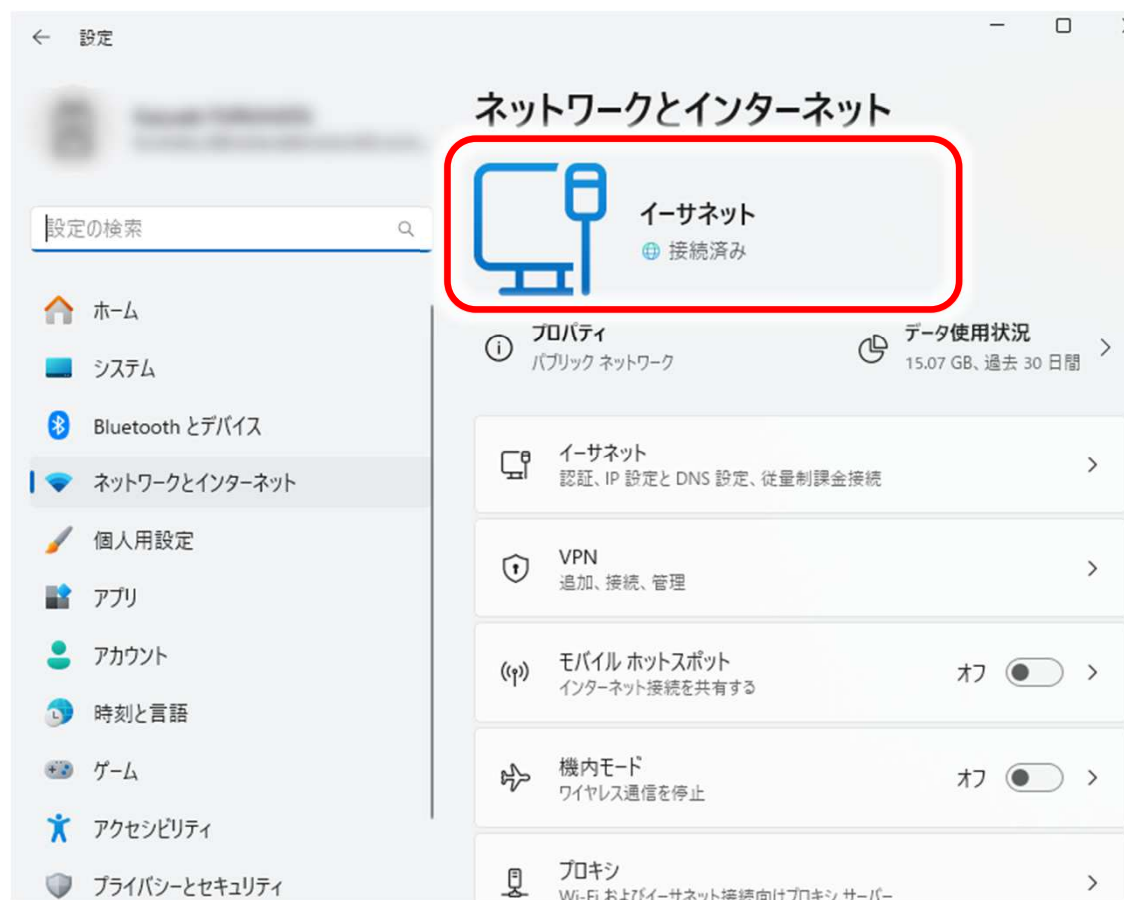 設定
設定の検索
ホーム
システム
Bluetooth とデバイス
ネットワークとインターネット
個人用設定
アプリ
アカウント
時刻と言語
ゲーム
アクセシビリティ
プライバシーとセキュリティ
ネットワークとインターネット
イーサネット
接続済み
プロパティ
パブリック ネットワーク
データ使用状況
15.07 GB、過去 30 日間
イーサネット
認証、IP 設定と DNS 設定、従量制課金接続
VPN
追加、接続、管理
モバイル ホットスポット
インターネット接続を共有する
オフ
機内モード
ワイヤレス通信を停止
オフ
プロキシ
Wi-Fi およびイーサネット接続向けプロキシ サーバー